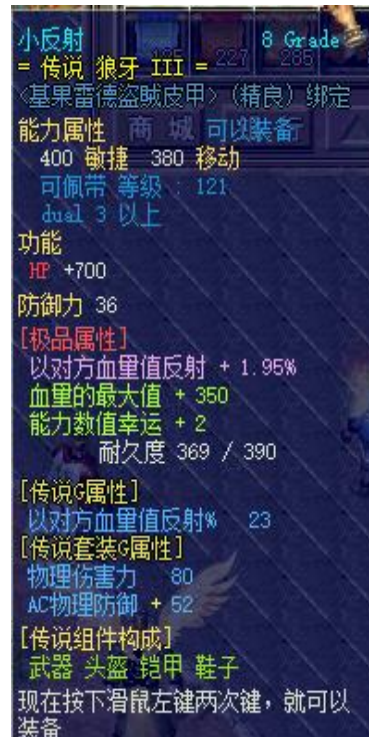 小反射 8 Grade
= 传说 狼牙 III =
<基果雷德盗贼皮甲>（精良）绑定
能力属性 商 城 可以装备
400 敏捷 380 移动
可佩带 等级 : 121
dual 3 以上
功能
HP +700
防御力 36
[极品属性]
以对方血量值反射 + 1.95%
血量的最大值 + 350
能力数值幸运 + 2
耐久度 369 / 390
[传说G属性]
以对方血量值反射% 23
[传说套装G属性]
物理伤害力 80
AC物理防御 + 52
[传说组件构成]
武器 头盔 铠甲 鞋子
现在按下滑鼠左键两次键，就可以
装备